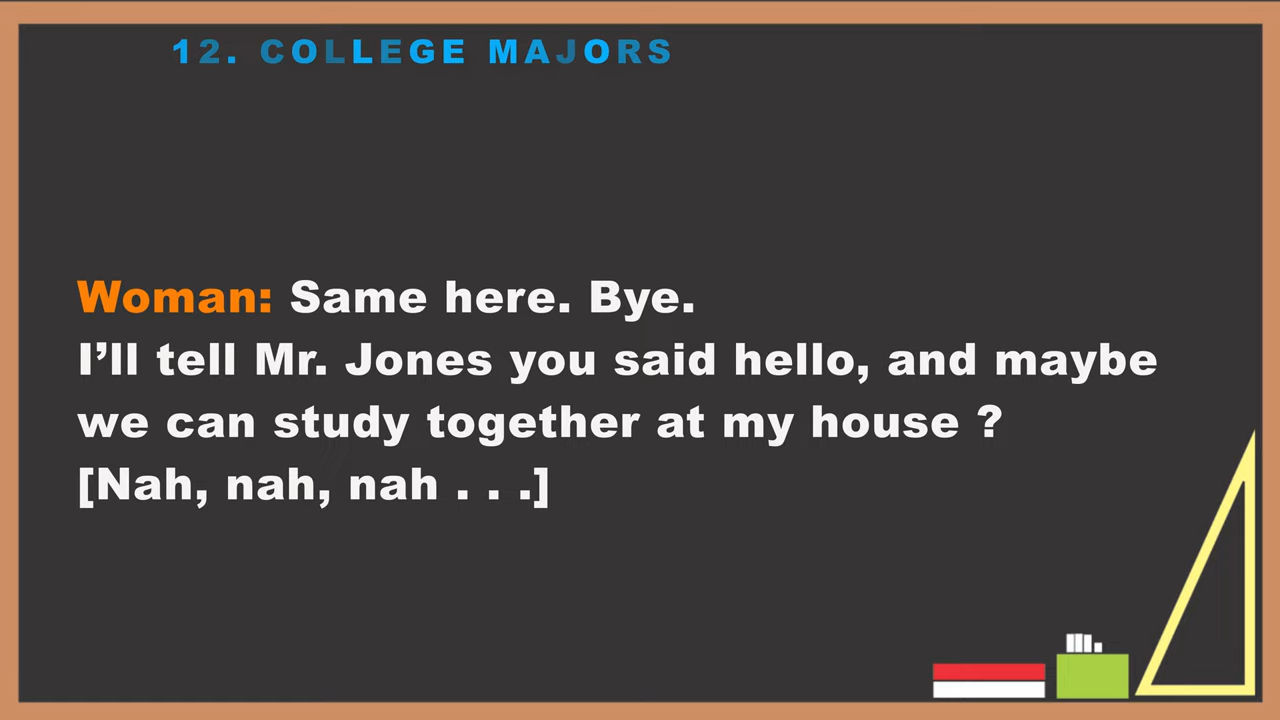 12. COLLEGE MAJORS
Woman: Same here. Bye.
I’ll tell Mr. Jones you said hello, and maybe
we can study together at my house ?
[Nah, nah, nah . . .]